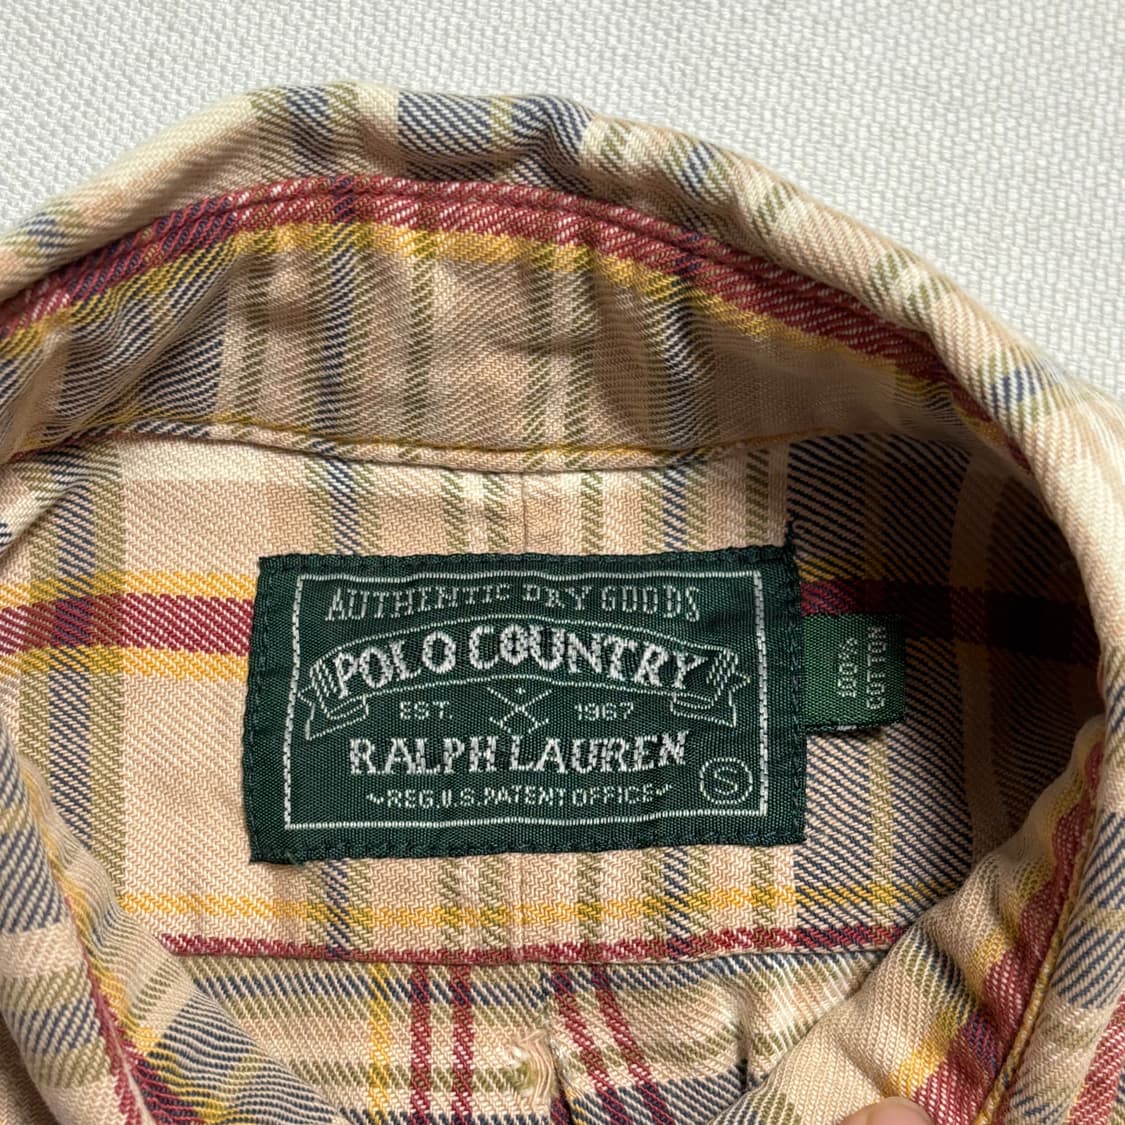 AUTHENTIC DRY GOODS
POLO COUNTRY
EST. 1967
RALPH LAUREN
REG.U.S.PATENT OFFICE
S
100%
COTTON